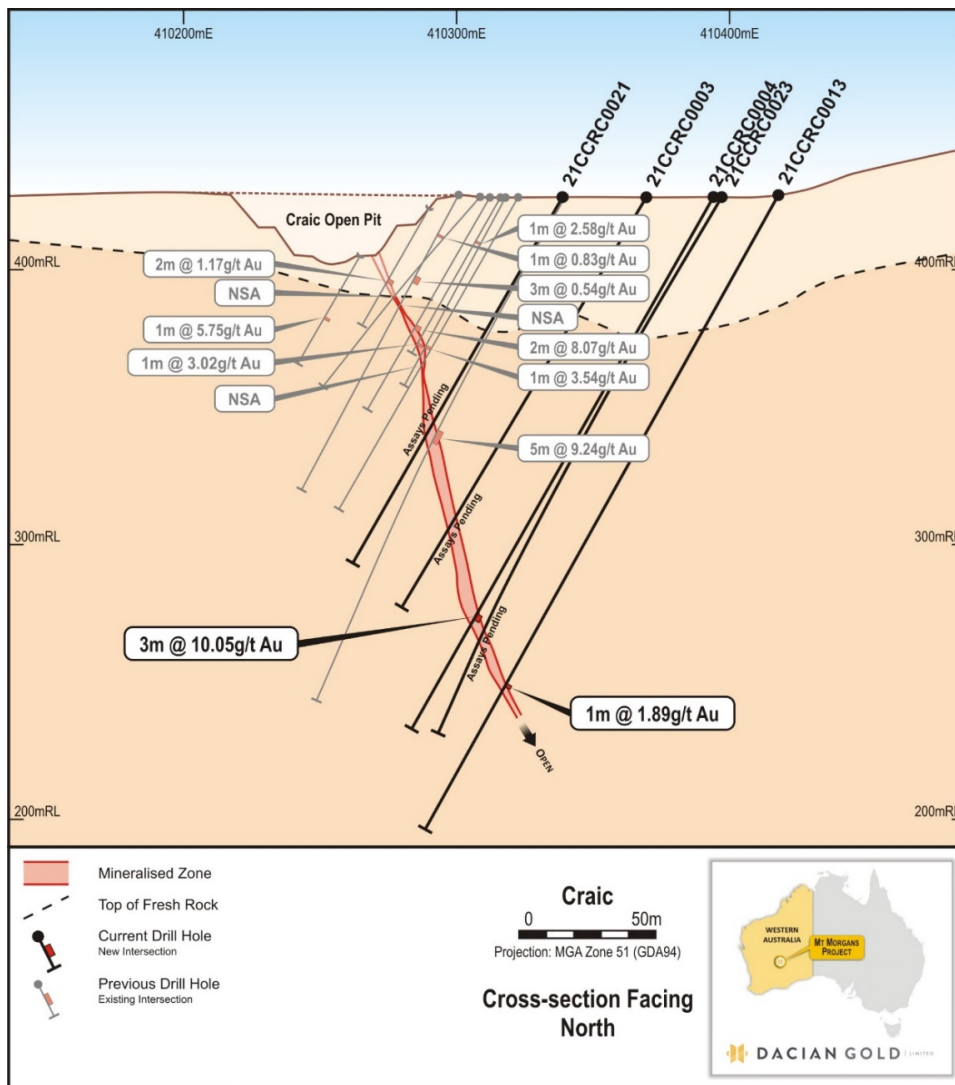 410200mE
410300mE
410400mE
21CCRC0021
21CCRC0003
21CCRC0004
21CCRC0023
21CCRC0013
Craic Open Pit
400mRL
400mRL
2m @ 1.17g/t Au
NSA
1m @ 5.75g/t Au
1m @ 3.02g/t Au
NSA
1m @ 2.58g/t Au
1m @ 0.83g/t Au
3m @ 0.54g/t Au
NSA
2m @ 8.07g/t Au
1m @ 3.54g/t Au
5m @ 9.24g/t Au
Assays Pending
Assays Pending
Assays Pending
300mRL
300mRL
3m @ 10.05g/t Au
1m @ 1.89g/t Au
OPEN
200mRL
200mRL
Mineralised Zone
Top of Fresh Rock
Current Drill Hole
New Intersection
Previous Drill Hole
Existing Intersection
Craic
0 50m
Projection: MGA Zone 51 (GDA94)
Cross-section Facing
North
WESTERN
AUSTRALIA
MT MORGANS
PROJECT
DACIAN GOLD LIMITED